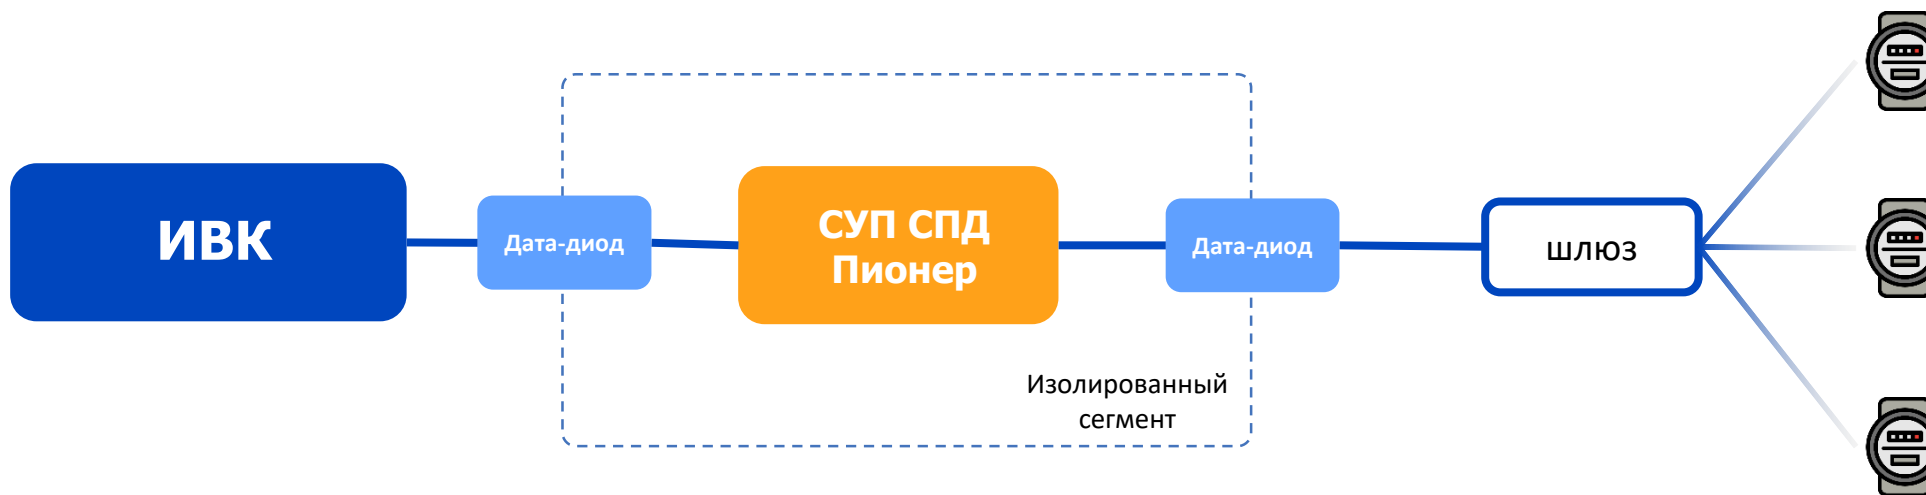 ИВК
Дата-диод
СУП СПД
Пионер
Дата-диод
шлюз
Изолированный
сегмент